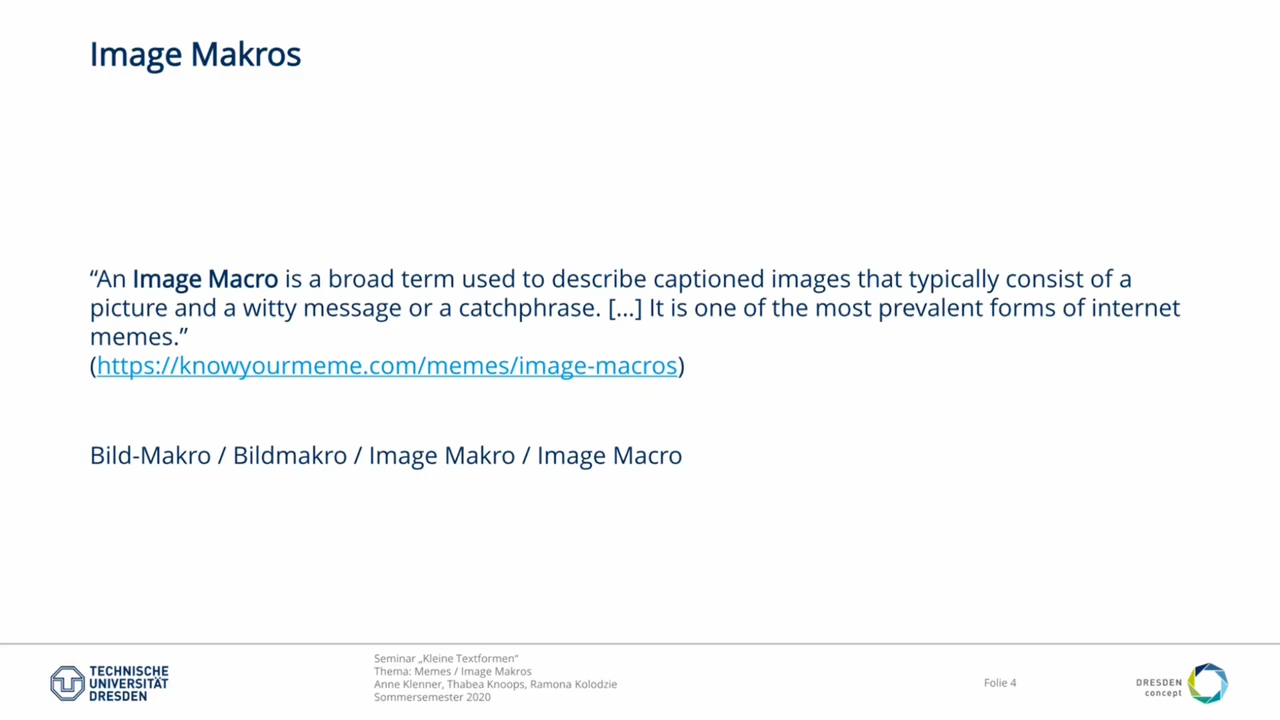 Image Makros
“An Image Macro is a broad term used to describe captioned images that typically consist of a
picture and a witty message or a catchphrase. [...] It is one of the most prevalent forms of internet
memes.”
(https://knowyourmeme.com/memes/image-macros)
Bild-Makro / Bildmakro / Image Makro / Image Macro
TECHNISCHE
UNIVERSITÄT
DRESDEN
Seminar „Kleine Textformen“
Thema: Memes / Image Makros
Anne Klenner, Thabea Knoops, Ramona Kolodzie
Sommersemester 2020
Folie 4
DRESDEN
concept